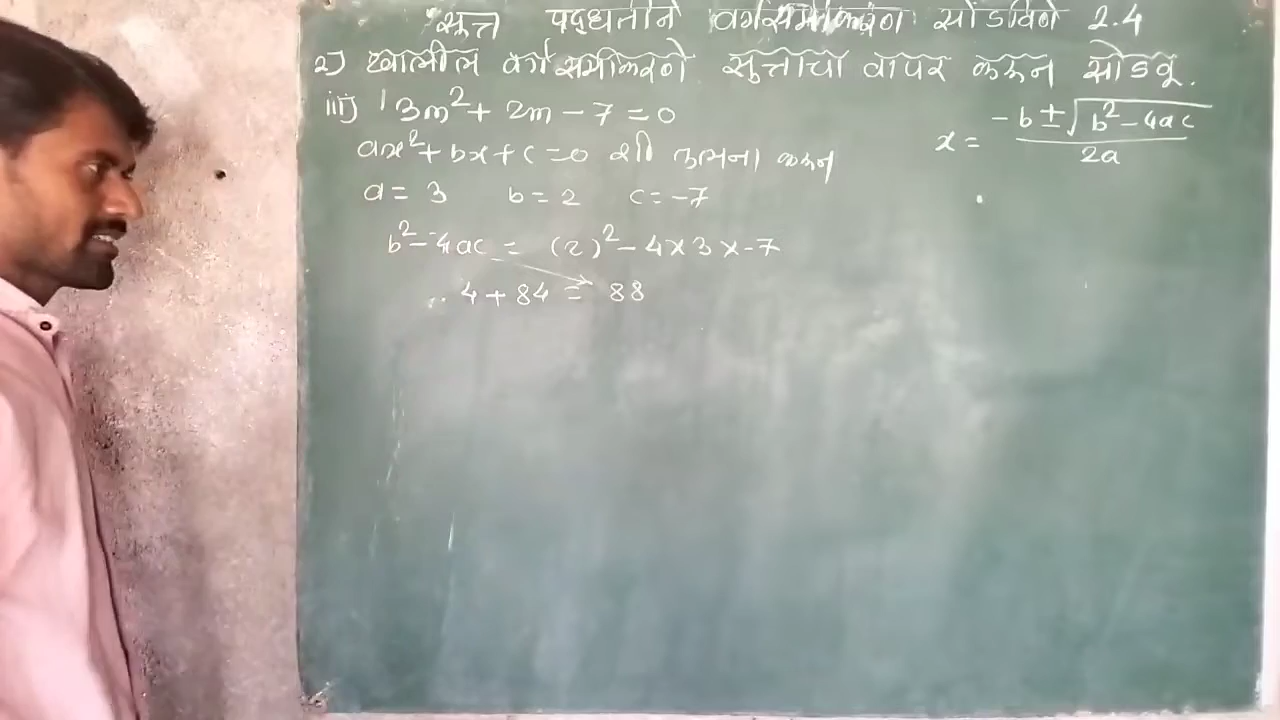 सूत्र पद्धतीने वर्गसमीकरण सोडविणे 2.4
2) खालील वर्गसमीकरणे सूत्राचा वापर करून सोडवू.
iii) 3m² + 2m - 7 = 0
x = -b ± √b² - 4ac / 2a
ax² + bx + c = 0 शी तुलना करून
a = 3 b = 2 c = -7
b² - 4ac = (2)² - 4 × 3 × -7
∴ 4 + 84 = 88